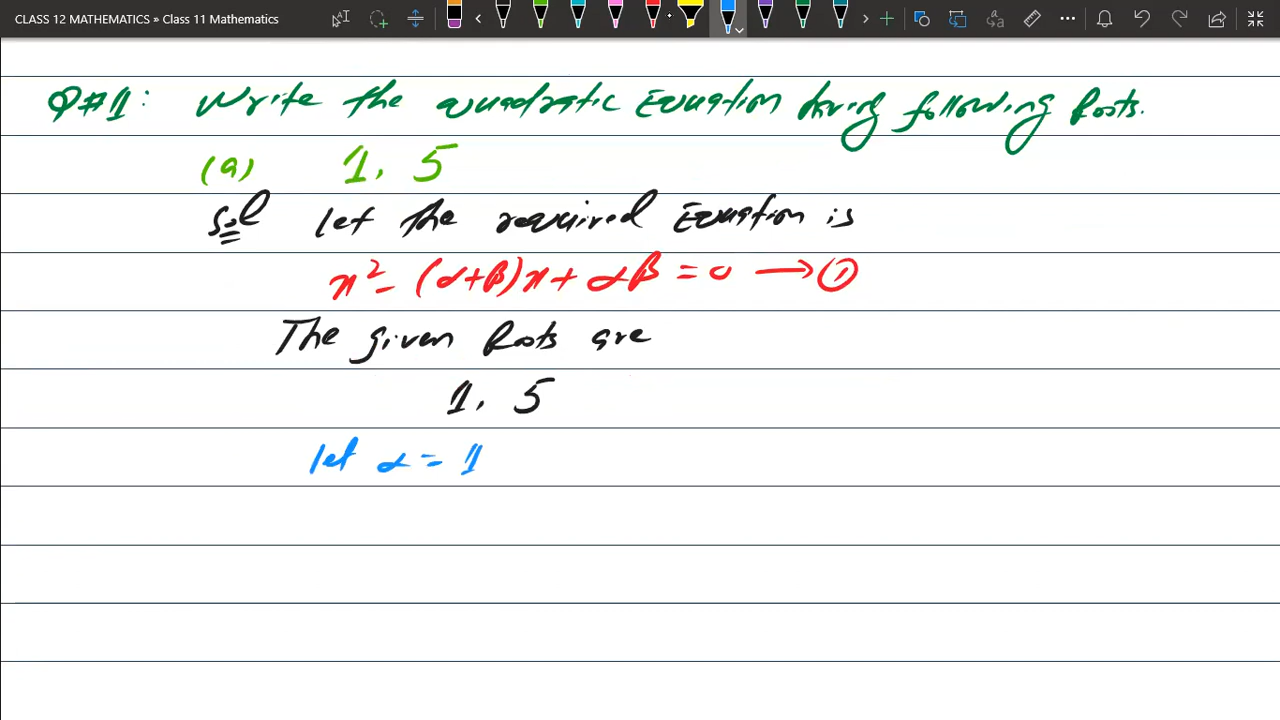 CLASS 12 MATHEMATICS » Class 11 Mathematics
Q#1: Write the quadratic Equation having following Roots.
(a) 1, 5
Sol let the required Equation is
x² - (α+β)x + αβ = 0 → ①
The given Roots are
1, 5
let α = 1